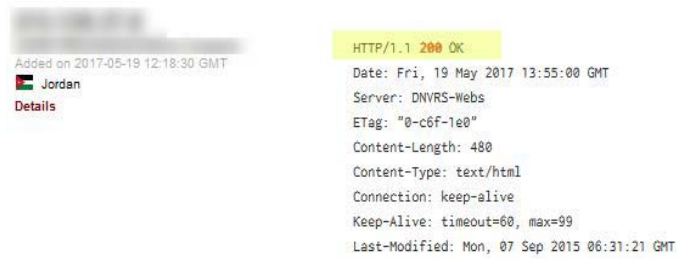 Added on 2017-05-19 12:18:30 GMT
Jordan
Details
HTTP/1.1 200 OK
Date: Fri, 19 May 2017 13:55:00 GMT
Server: DNVRS-Webs
ETag: "0-c6f-1e0"
Content-Length: 480
Content-Type: text/html
Connection: keep-alive
Keep-Alive: timeout=60, max=99
Last-Modified: Mon, 07 Sep 2015 06:31:21 GMT